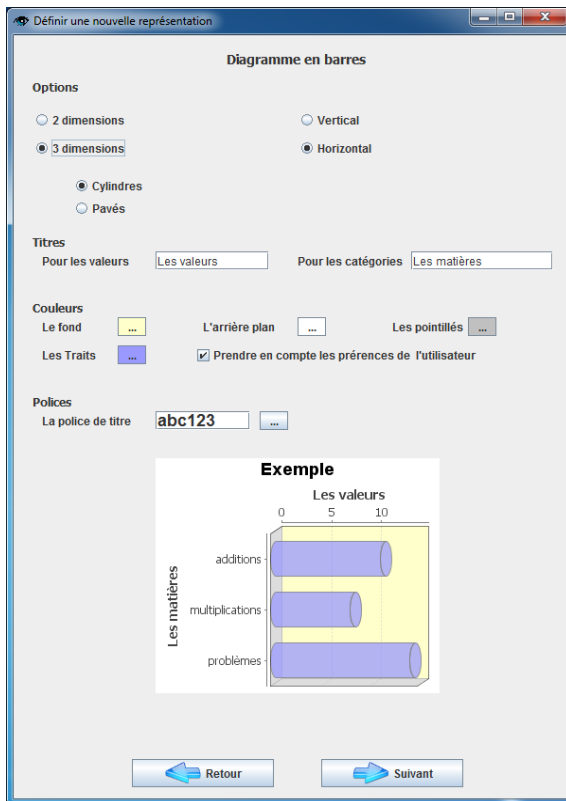 Définir une nouvelle représentation
Diagramme en barres
Options
2 dimensions Vertical
3 dimensions Horizontal
Cylindres
Pavés
Titres
Pour les valeurs Les valeurs Pour les catégories Les matières
Couleurs
Le fond ... L'arrière plan ... Les pointillés ...
Les Traits ... Prendre en compte les prérences de l'utilisateur
Polices
La police de titre abc123 ...
Exemple
Les valeurs
0 5 10
Les matières
additions
multiplications
problèmes
Retour Suivant